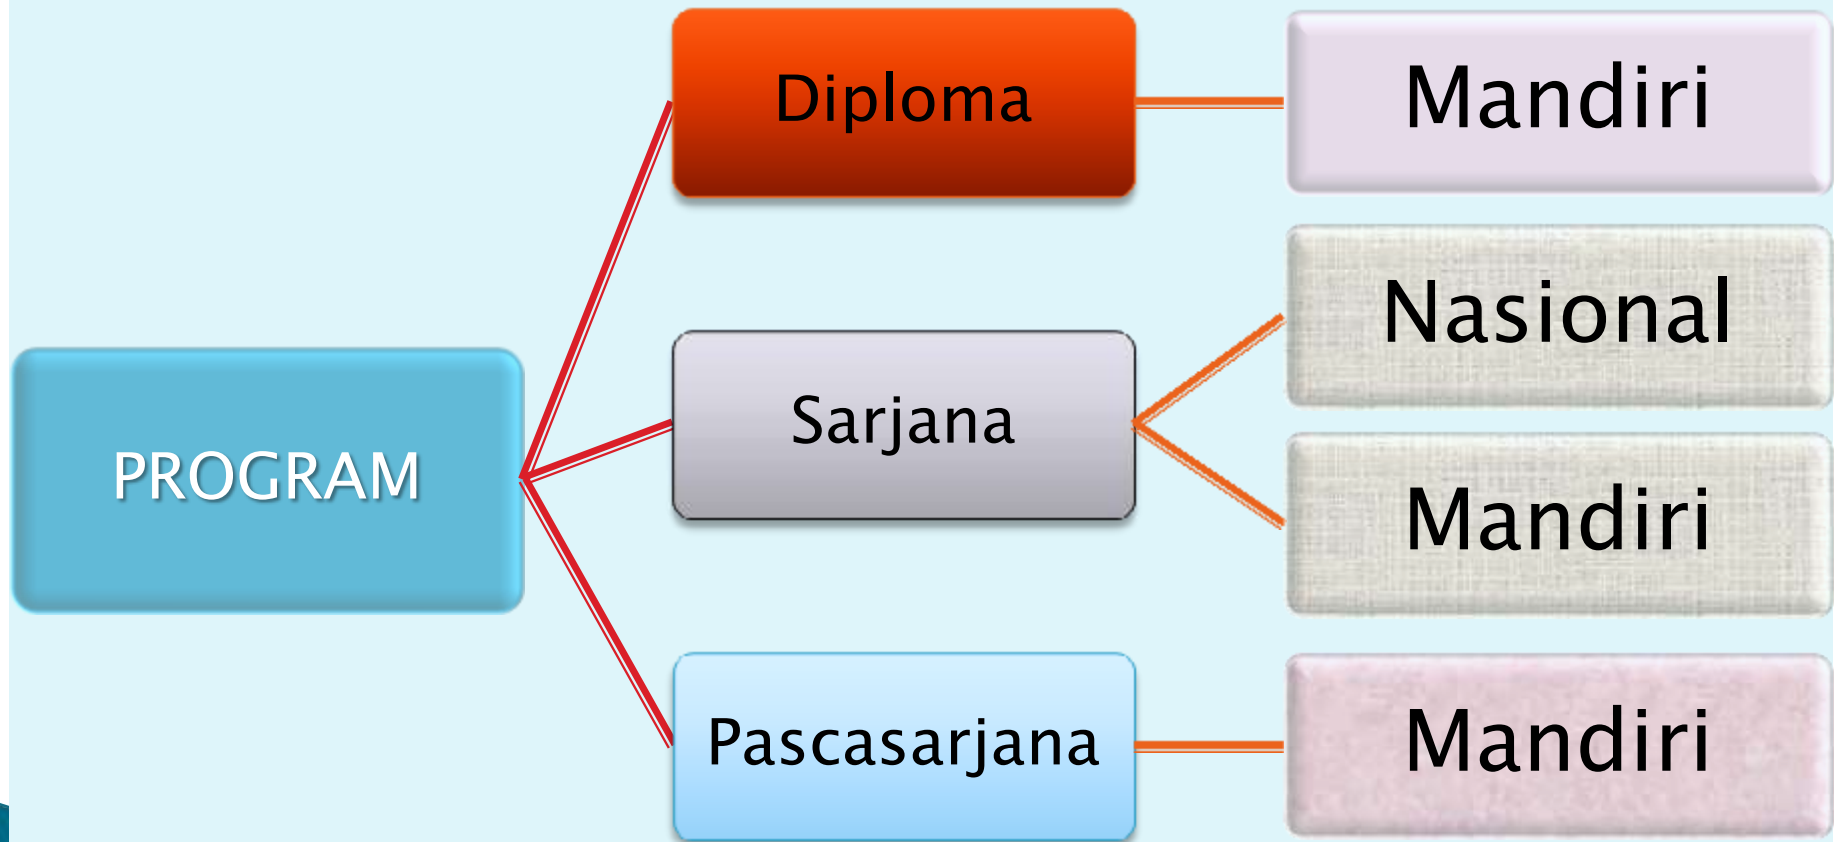 PROGRAM
Diploma
Mandiri
Sarjana
Nasional
Mandiri
Pascasarjana
Mandiri